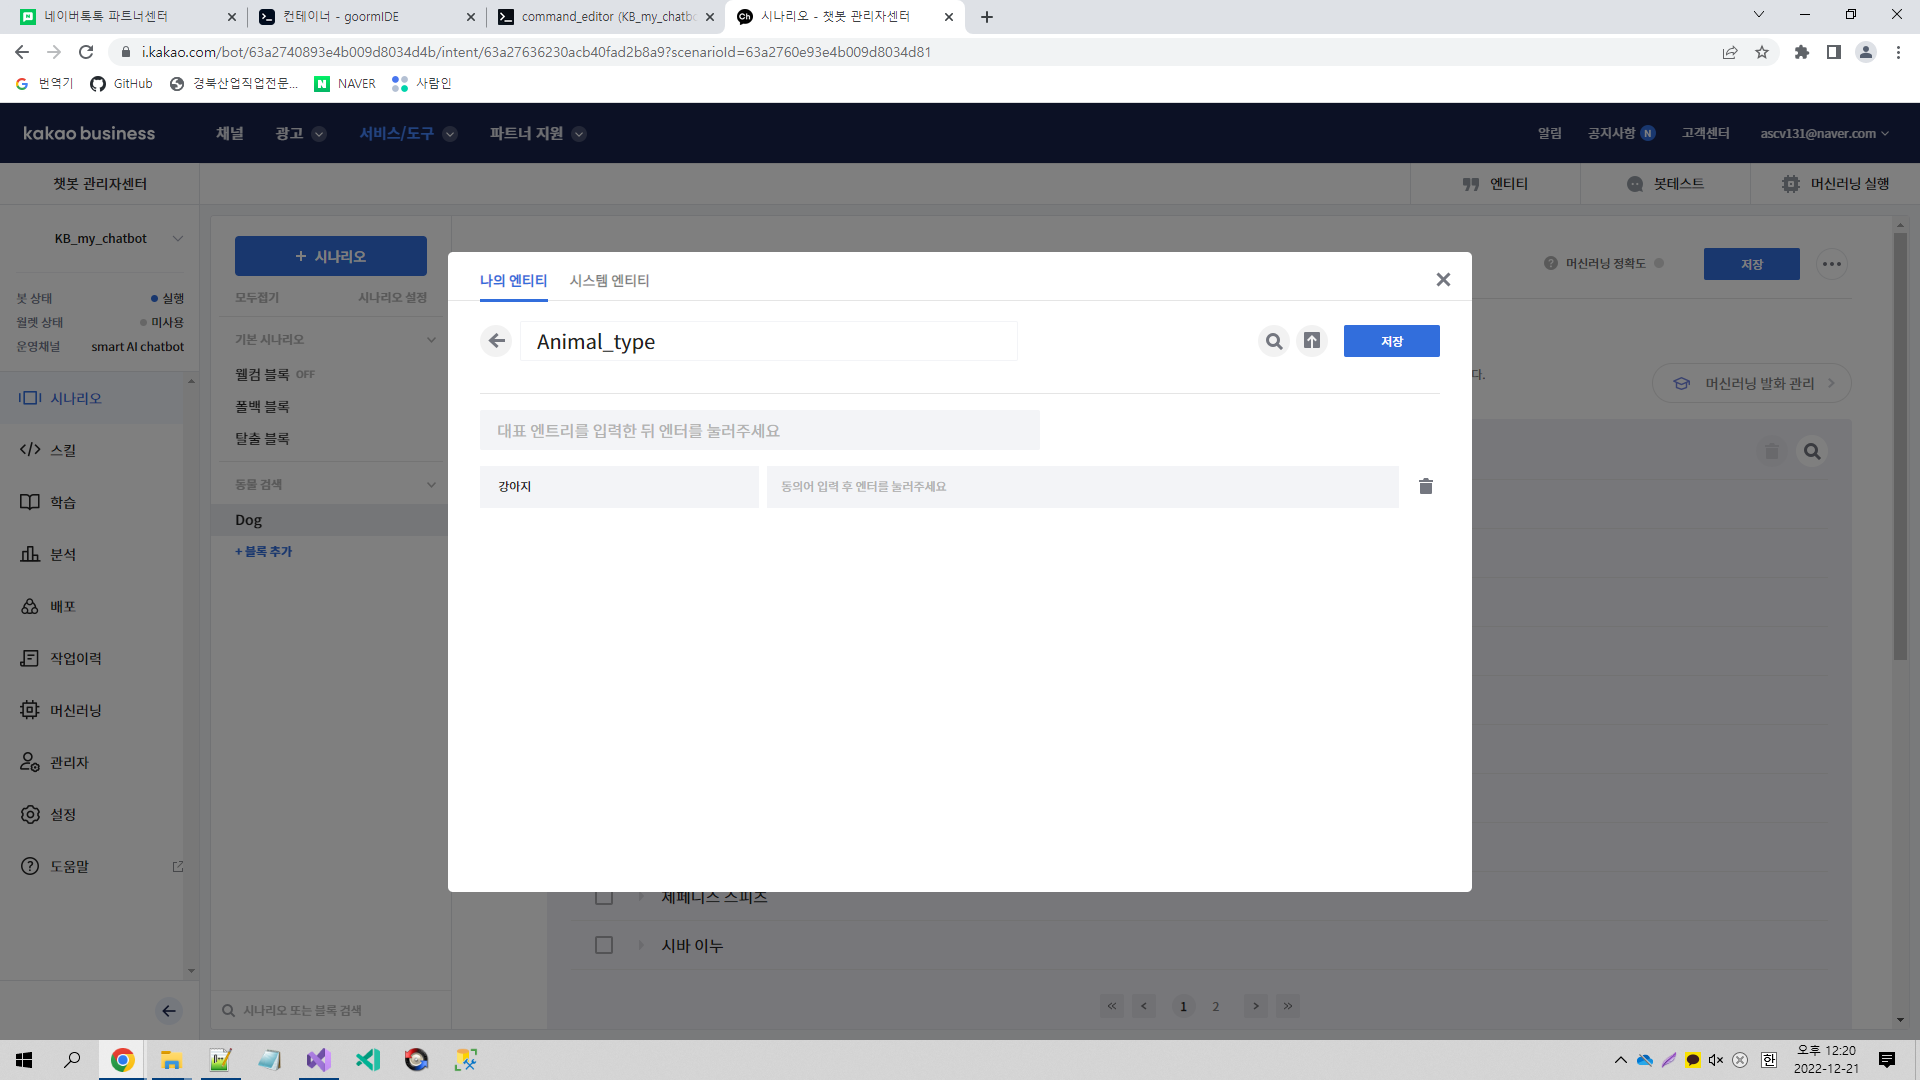 네이버톡톡 파트너센터
컨테이너 - goormIDE
command_editor (KB_my_chatbo
시나리오 - 챗봇 관리자센터
i.kakao.com/bot/63a2740893e4b009d8034d4b/intent/63a27636230acb40fad2b8a9?scenarioId=63a2760e93e4b009d8034d81
번역기
GitHub
경북산업직업전문...
NAVER
사람인
kakao business
채널
광고
서비스/도구
파트너 지원
알림
공지사항 N
고객센터
ascv131@naver.com
챗봇 관리자센터
엔티티
봇테스트
머신러닝 실행
KB_my_chatbot
봇 상태
실행
월렛 상태
미사용
운영채널
smart AI chatbot
시나리오
스킬
학습
분석
배포
작업이력
머신러닝
관리자
설정
도움말
+ 시나리오
모두접기
시나리오 설정
기본 시나리오
웰컴 블록 OFF
폴백 블록
탈출 블록
동물 검색
Dog
+ 블록 추가
시나리오 또는 블록 검색
머신러닝 정확도
저장
다.
머신러닝 발화 관리
나의 엔티티
시스템 엔티티
Animal_type
저장
대표 엔트리를 입력한 뒤 엔터를 눌러주세요
강아지
동의어 입력 후 엔터를 눌러주세요
제페니스 스피츠
시바 이누
« ‹ 1 2 › »
한
오후 12:20
2022-12-21